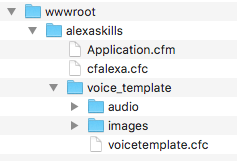 wwwroot
alexaskills
Application.cfm
cfalexa.cfc
voice_template
audio
images
voicetemplate.cfc